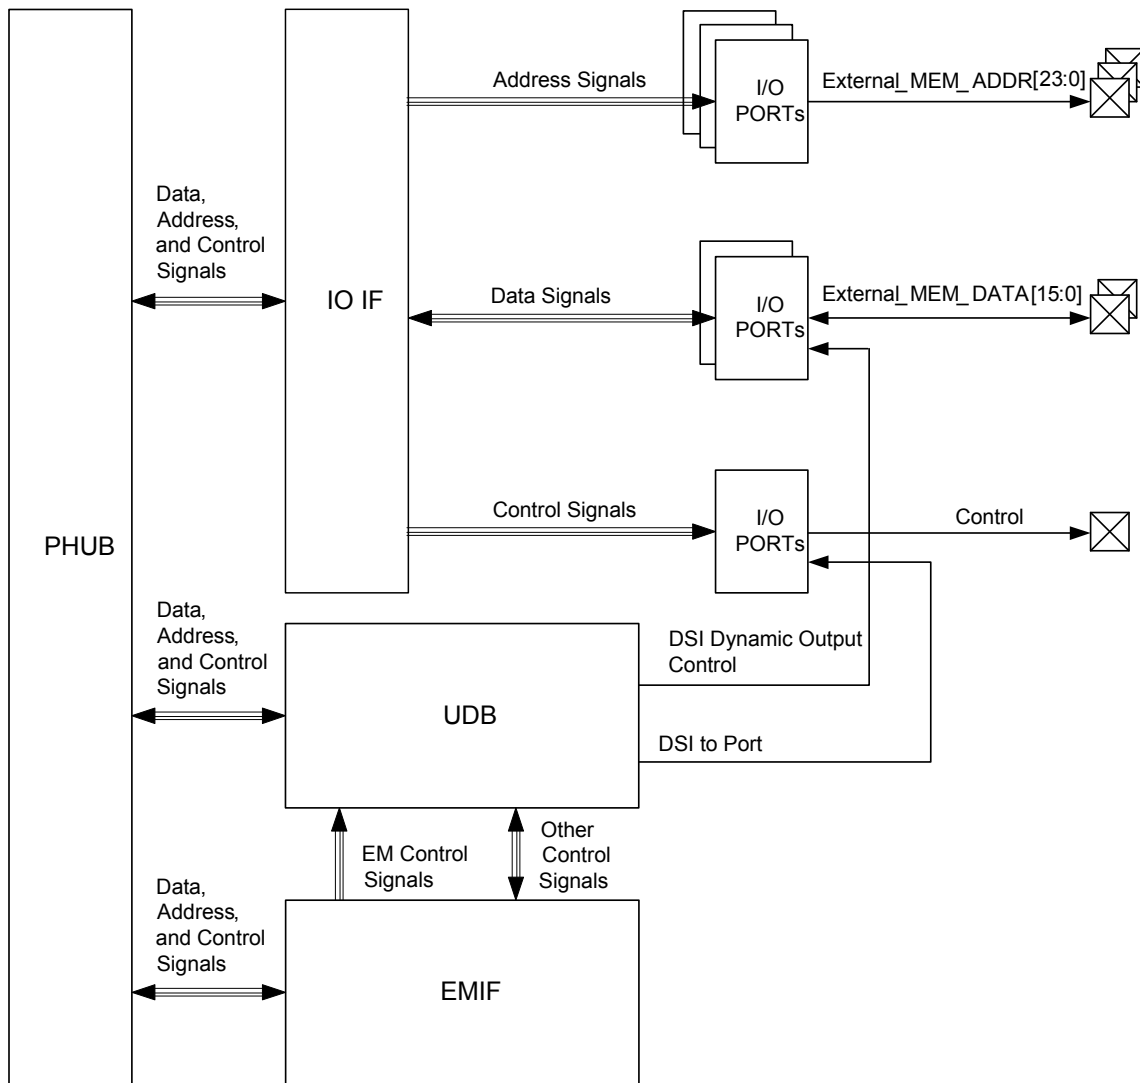 Address Signals
I/O
PORTs
External_MEM_ADDR[23:0]
Data,
Address,
and Control
Signals
IO IF
Data Signals
I/O
PORTs
External_MEM_DATA[15:0]
Control Signals
I/O
PORTs
Control
PHUB
Data,
Address,
and Control
Signals
UDB
DSI Dynamic Output
Control
DSI to Port
EM Control
Signals
Other
Control
Signals
Data,
Address,
and Control
Signals
EMIF